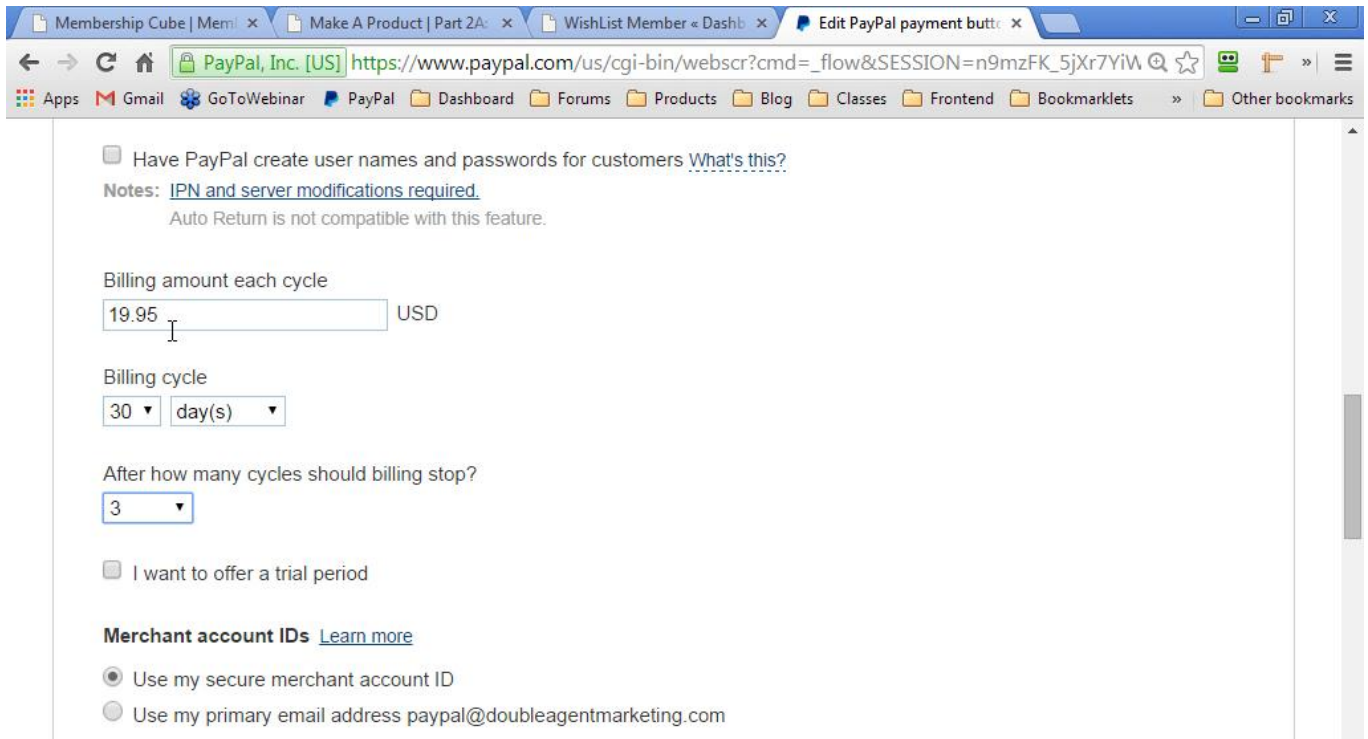 Membership Cube | Meml
Make A Product | Part 2A:
WishList Member « Dashb
Edit PayPal payment butto
PayPal, Inc. [US] https://www.paypal.com/us/cgi-bin/webscr?cmd=_flow&SESSION=n9mzFK_5jXr7YiW
Apps Gmail GoToWebinar PayPal Dashboard Forums Products Blog Classes Frontend Bookmarklets » Other bookmarks
Have PayPal create user names and passwords for customers What's this?
Notes: IPN and server modifications required.
Auto Return is not compatible with this feature.
Billing amount each cycle
19.95 USD
Billing cycle
30 day(s)
After how many cycles should billing stop?
3
I want to offer a trial period
Merchant account IDs Learn more
Use my secure merchant account ID
Use my primary email address paypal@doubleagentmarketing.com